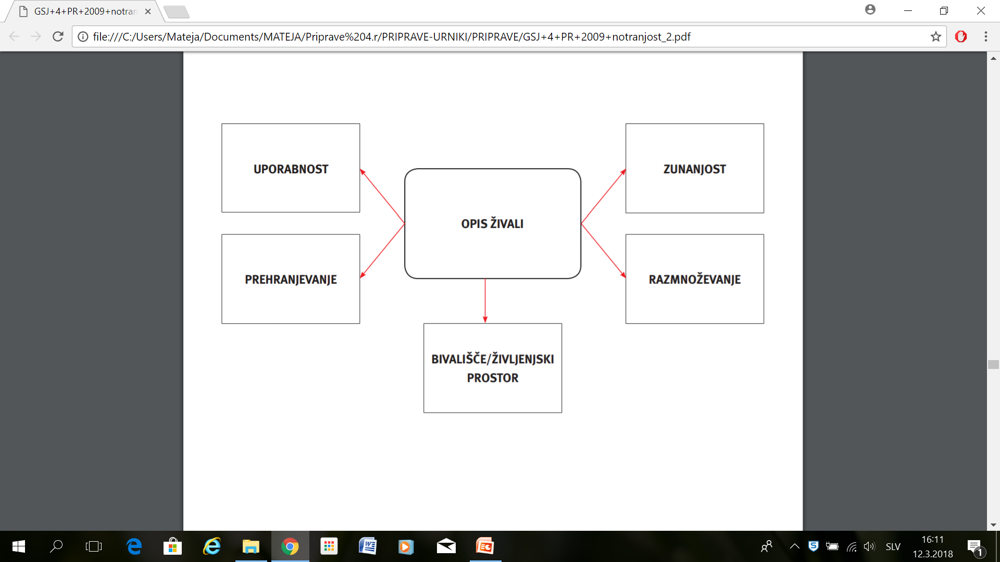 GSJ+4+PR+2009+notran
file:///C:/Users/Mateja/Documents/MATEJA/Priprave%204.r/PRIPRAVE-URNIKI/PRIPRAVE/GSJ+4+PR+2009+notranjost_2.pdf
UPORABNOST
ZUNANJOST
OPIS ŽIVALI
PREHRANJEVANJE
RAZMNOŽEVANJE
BIVALIŠČE/ŽIVLJENJSKI
PROSTOR
SLV
16:11
12.3.2018
1